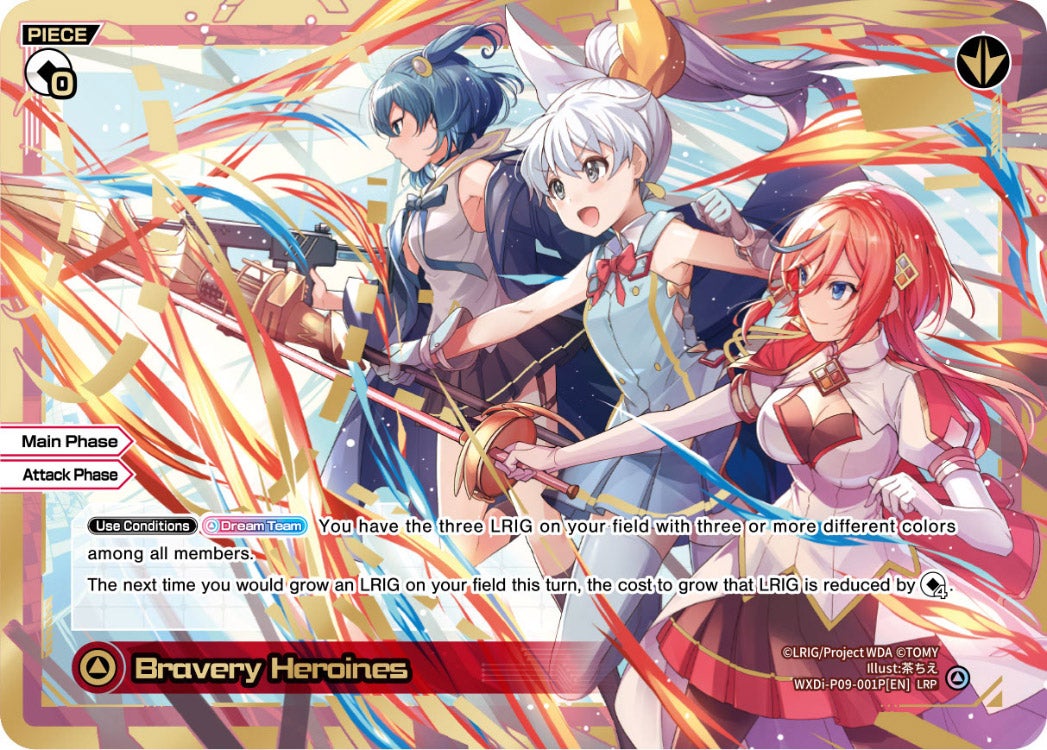 PIECE
0
Main Phase
Attack Phase
Use Conditions Dream Team You have the three LRIG on your field with three or more different colors
among all members.
The next time you would grow an LRIG on your field this turn, the cost to grow that LRIG is reduced by 4.
Bravery Heroines
©LRIG/Project WDA ©TOMY
Illust:茶ちえ
WXDi-P09-001P[EN] LRP